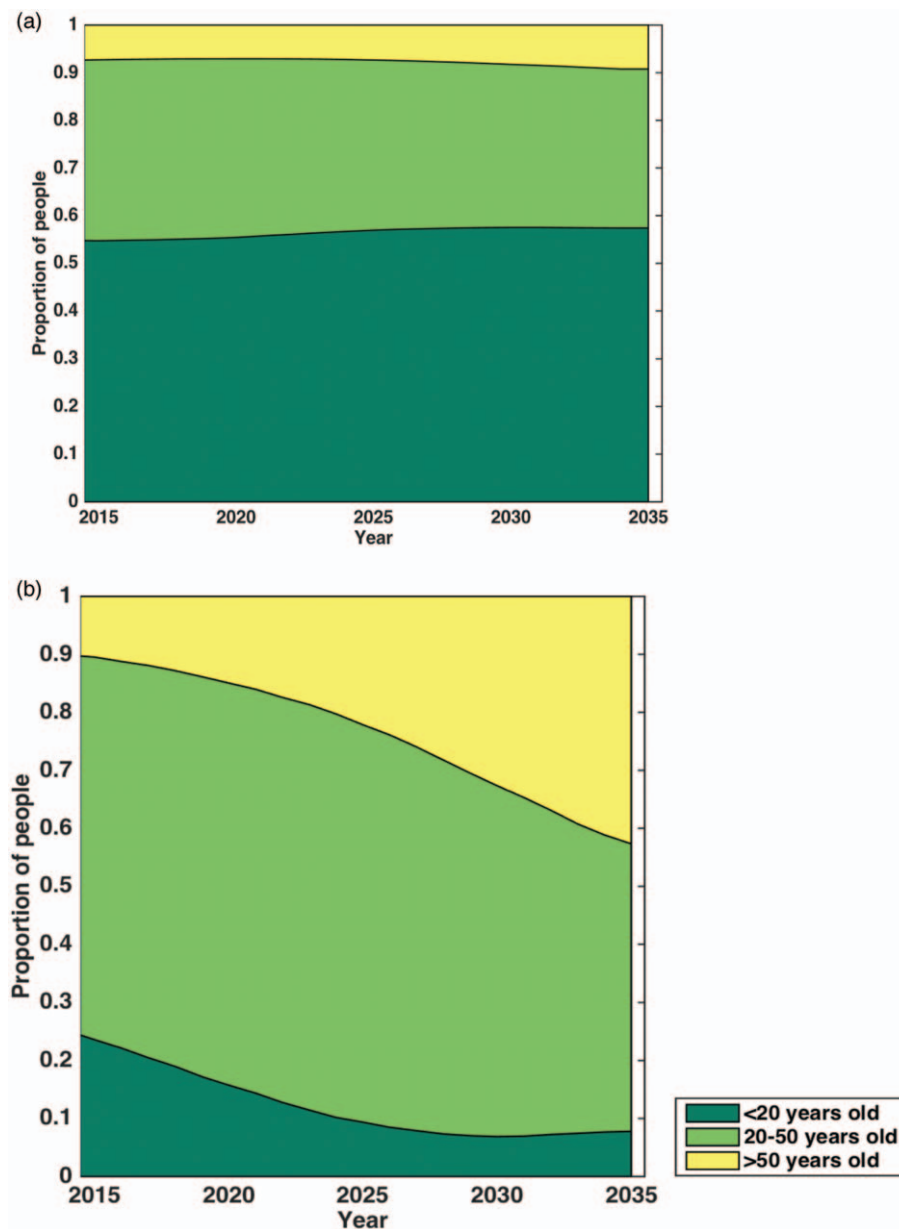 (a)
1
0.9
0.8
0.7
0.6
0.5
0.4
0.3
0.2
0.1
0
Proportion of people
2015 2020 2025 2030 2035
Year
(b)
1
0.9
0.8
0.7
0.6
0.5
0.4
0.3
0.2
0.1
0
Proportion of people
2015 2020 2025 2030 2035
Year
<20 years old
20-50 years old
>50 years old